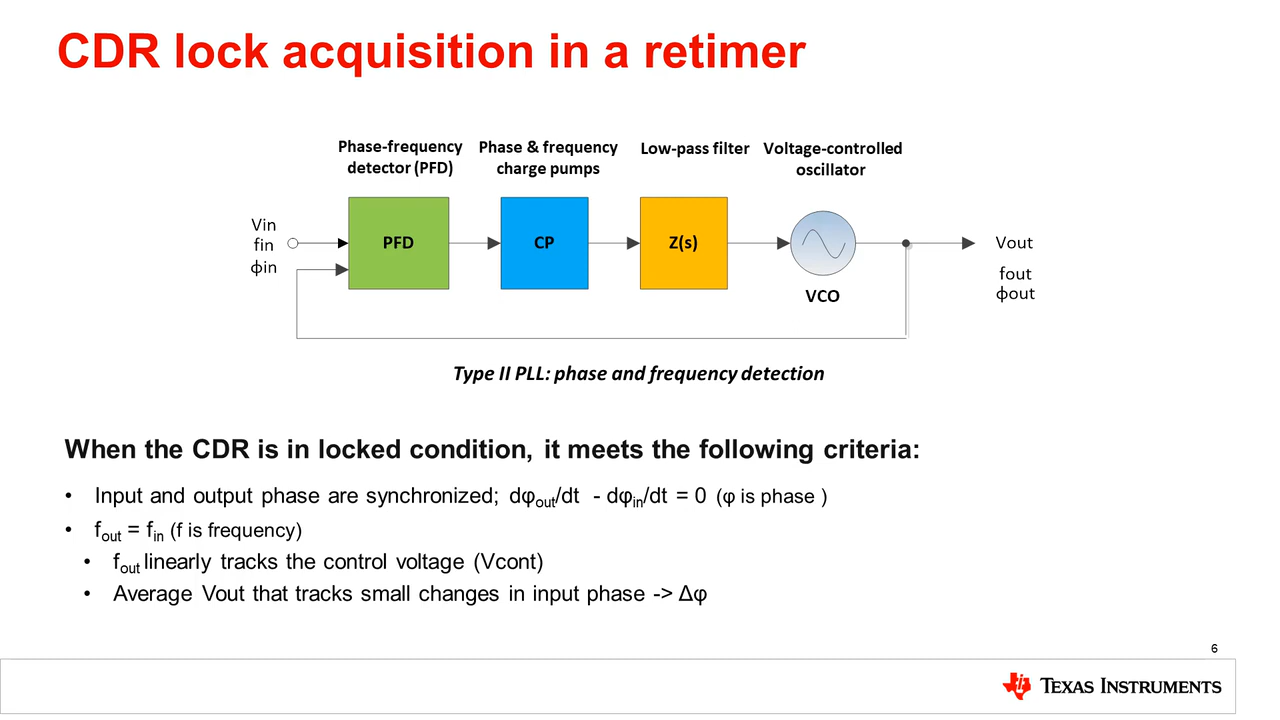 CDR lock acquisition in a retimer
Phase-frequency
detector (PFD)
Phase & frequency
charge pumps
Low-pass filter
Voltage-controlled
oscillator
Vin
fin
ϕin
PFD
CP
Z(s)
VCO
Vout
fout
ϕout
Type II PLL: phase and frequency detection
When the CDR is in locked condition, it meets the following criteria:
• Input and output phase are synchronized; dφout/dt - dφin/dt = 0 (φ is phase )
• fout = fin (f is frequency)
• fout linearly tracks the control voltage (Vcont)
• Average Vout that tracks small changes in input phase -> Δφ
6
TEXAS INSTRUMENTS